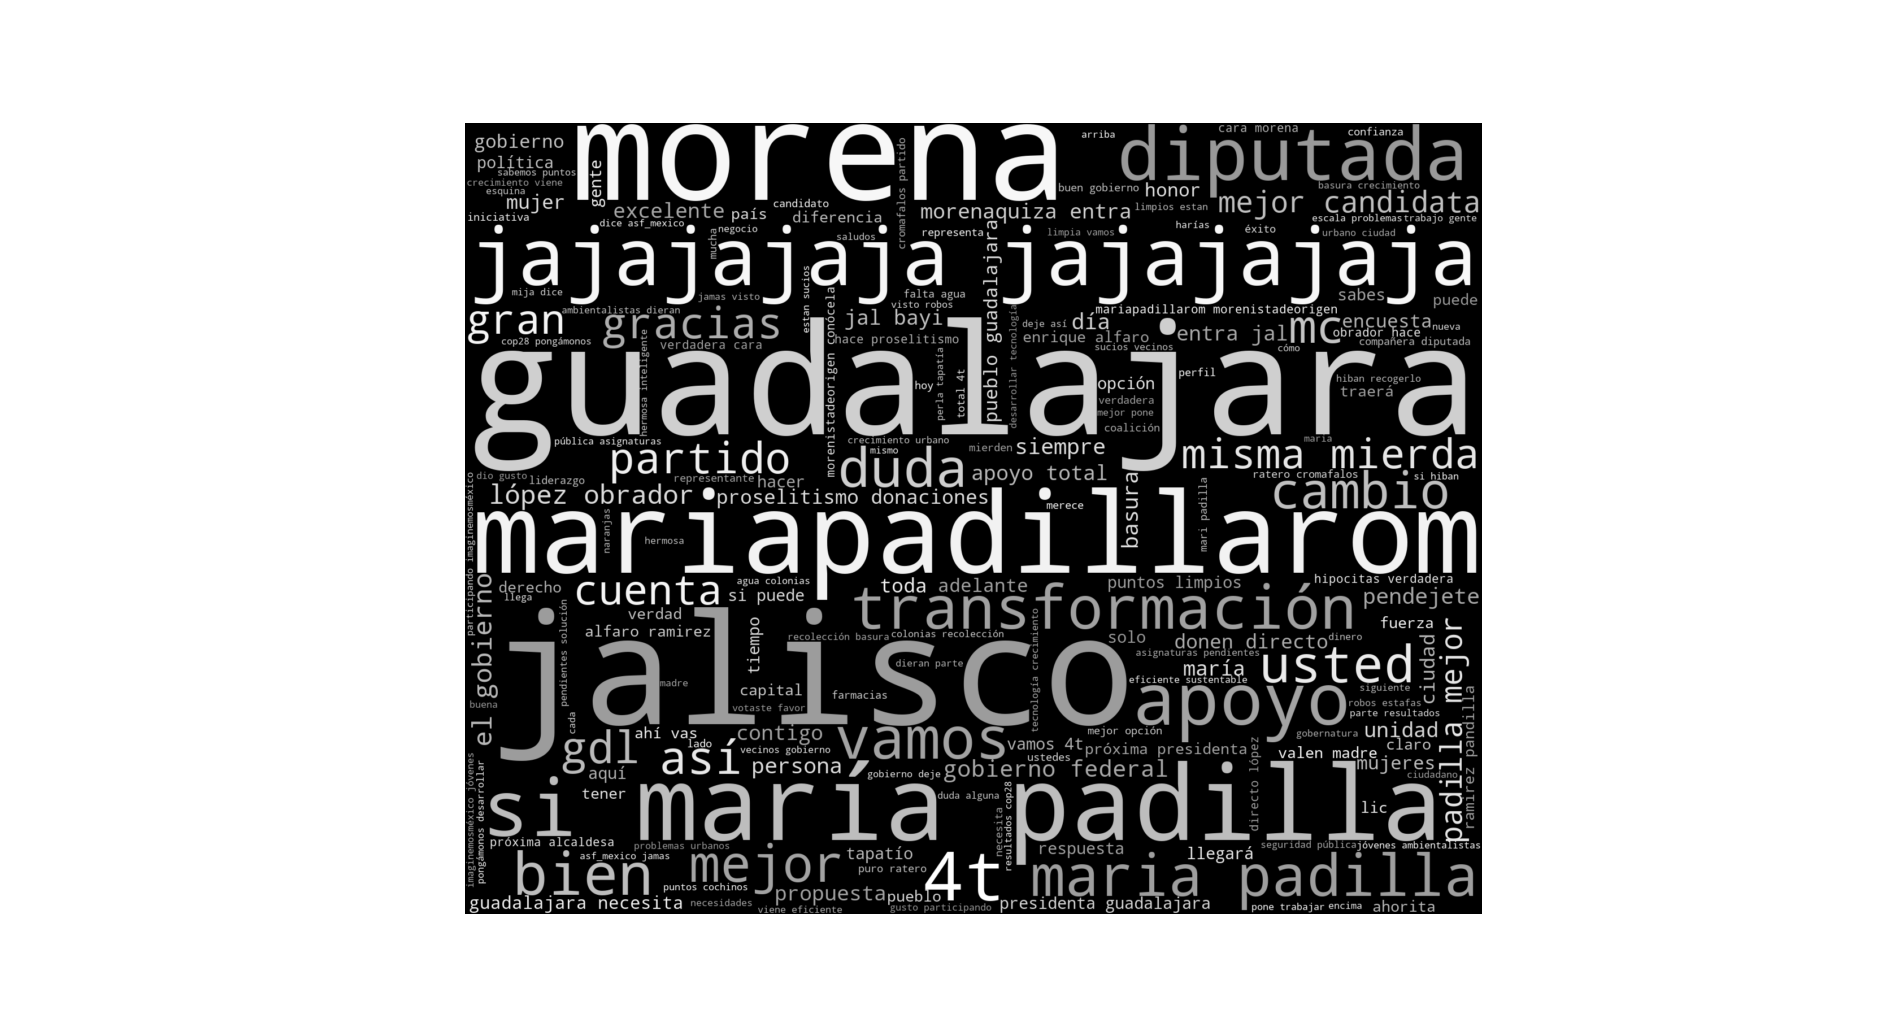 morena
diputada
gobierno
política
sabemos puntos
crecimiento viene
esquina
mujer
gente
iniciativa
excelente
país
candidato
diferencia
dice asf_mexico
negocio
mucha
saludos
cromafalos partido
arriba
cara morena
confianza
buen gobierno
honor
basura crecimiento
mejor candidata
morenaquiza entra
limpios estan
escala problemas
trabajo gente
representa
limpia vamos
harías
éxito
urbano ciudad
jajajajaja jajajajaja
mija dice
jamas visto
estan sucios
falta agua
visto robos
pueblo guadalajara
mariapadillarom morenistadeorigen
sabes
puede
ambientalistas dieran
gran
gracias
cop28 pongámonos
verdadera cara
hermosa inteligente
morenistadeorigen conócela
jal bayi
hace proselitismo
deje así
día
enrique alfaro
entra jal
mc
encuesta
nueva
obrador hace
compañera diputada
sucios vecinos
cómo
desarrollar tecnología
guadalajara
hoy
perla tapatía
total 4t
opción
perfil
verdadera
mejor pone
coalición
hiban recogerlo
traerá
pública asignaturas
crecimiento urbano
mismo
mierden
siempre
maria
partido
duda
apoyo total
misma mierda
dio gusto
liderazgo
representante
hacer
ratero cromafalos
si hiban
lópez obrador
proselitismo donaciones
merece
basura
mari padilla
cambio
participando imaginemosméxico
naranjas
hermosa
mariapadillarom
derecho
llega
cuenta
agua colonias
si puede
toda
adelante
puntos limpios
hipocitas verdadera
transformación
pendejete
el gobierno
verdad
pendientes solución
alfaro ramirez
tiempo
recolección basura
colonias recolección
solo
donen directo
dinero
fuerza
jalisco
dieran parte
tecnología crecimiento
asignaturas pendientes
maría
usted
ciudad
padilla mejor
madre
capital
farmacias
eficiente sustentable
siguiente
apoyo
robos estafas
parte resultados
buena
votaste favor
cada
ahí vas
contigo
vamos
mejor opción
gobernatura
unidad
ramirez pandilla
gdl
lado
así
vecinos gobierno
vamos 4t
próxima presidenta
ustedes
valen madre
claro
mujeres
aquí
persona
gobierno deje
gobierno federal
directo lópez
ciudadano
imaginemosméxico jóvenes
pongámonos desarrollar
tener
si maría padilla
duda alguna
necesita
resultados cop28
lic
próxima alcaldesa
problemas urbanos
asf_mexico jamas
tapatío
respuesta
llegará
seguridad pública
jóvenes ambientalistas
bien
mejor
puro ratero
4t
maria padilla
puntos cochinos
propuesta
pueblo
guadalajara necesita
necesidades
viene eficiente
gusto participando
presidenta guadalajara
pone trabajar
encima
ahorita